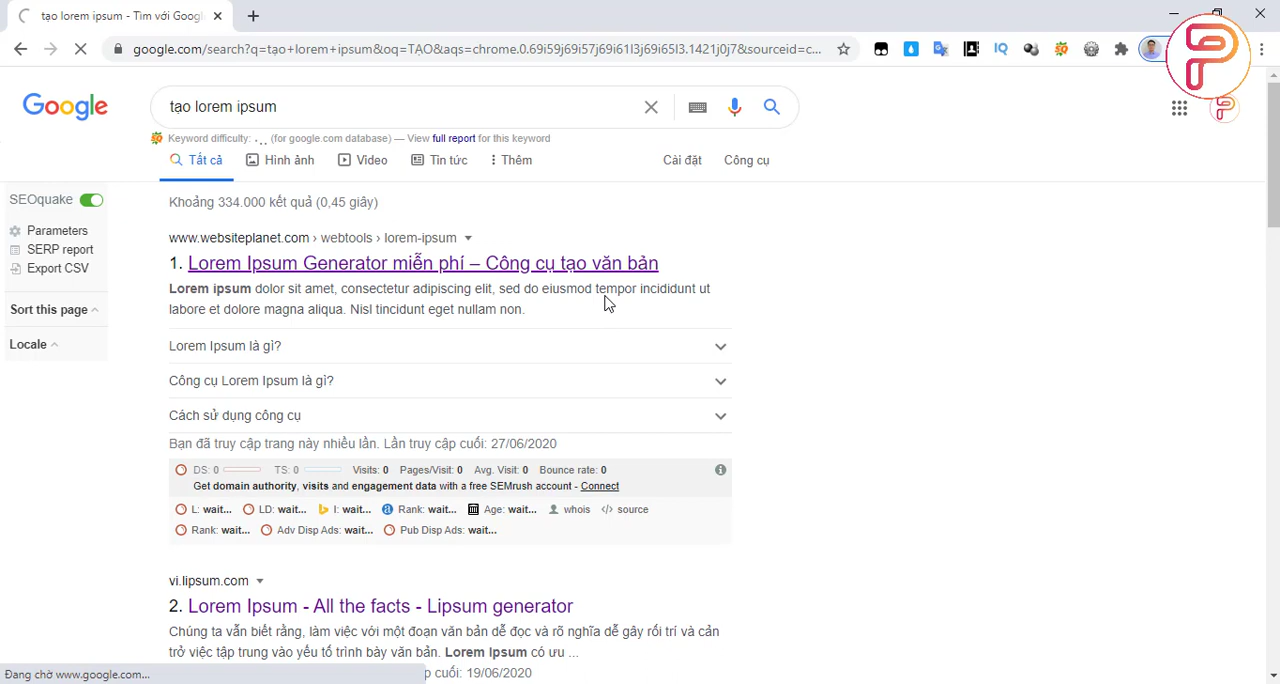 tạo lorem ipsum - Tìm với Googl
google.com/search?q=tạo+lorem+ipsum&oq=TẠO&aqs=chrome.0.69i59j69i57j69i61l3j69i65l3.1421j0j7&sourceid=c...
IQ
Google
tạo lorem ipsum
Keyword difficulty: ... (for google.com database) — View full report for this keyword
Tất cả
Hình ảnh
Video
Tin tức
Thêm
Cài đặt
Công cụ
SEOquake
Parameters
SERP report
Export CSV
Sort this page
Locale
Khoảng 334.000 kết quả (0,45 giây)
www.websiteplanet.com › webtools › lorem-ipsum
1. Lorem Ipsum Generator miễn phí – Công cụ tạo văn bản
Lorem ipsum dolor sit amet, consectetur adipiscing elit, sed do eiusmod tempor incididunt ut
labore et dolore magna aliqua. Nisl tincidunt eget nullam non.
Lorem Ipsum là gì?
Công cụ Lorem Ipsum là gì?
Cách sử dụng công cụ
Bạn đã truy cập trang này nhiều lần. Lần truy cập cuối: 27/06/2020
DS: 0 TS: 0 Visits: 0 Pages/Visit: 0 Avg. Visit: 0 Bounce rate: 0
Get domain authority, visits and engagement data with a free SEMrush account - Connect
L: wait... LD: wait... I: wait... Rank: wait... Age: wait... whois source
Rank: wait... Adv Disp Ads: wait... Pub Disp Ads: wait...
vi.lipsum.com
2. Lorem Ipsum - All the facts - Lipsum generator
Chúng ta vẫn biết rằng, làm việc với một đoạn văn bản dễ đọc và rõ nghĩa dễ gây rối trí và cản
trở việc tập trung vào yếu tố trình bày văn bản. Lorem Ipsum có ưu ...
Đang chờ www.google.com...
p cuối: 19/06/2020